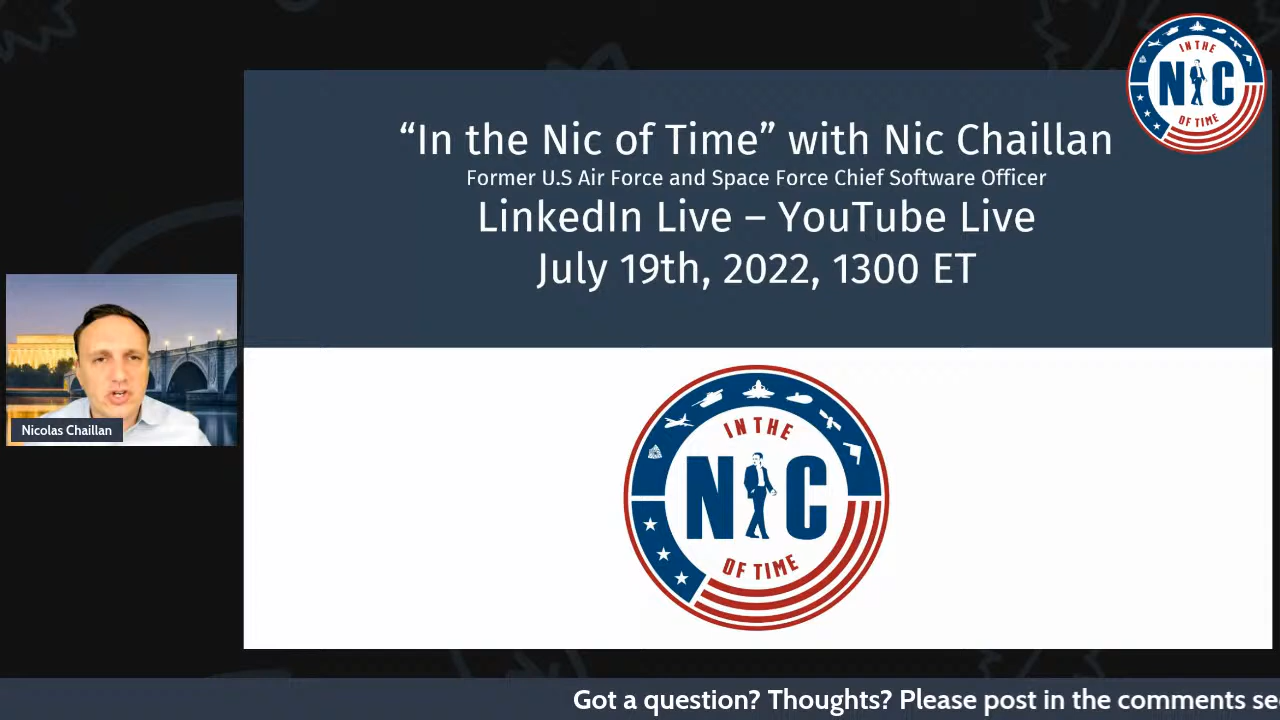 IN THE
NIC
OF TIME
“In the Nic of Time” with Nic Chaillan
Former U.S Air Force and Space Force Chief Software Officer
LinkedIn Live – YouTube Live
July 19th, 2022, 1300 ET
Nicolas Chaillan
IN THE
NIC
OF TIME
Got a question? Thoughts? Please post in the comments se